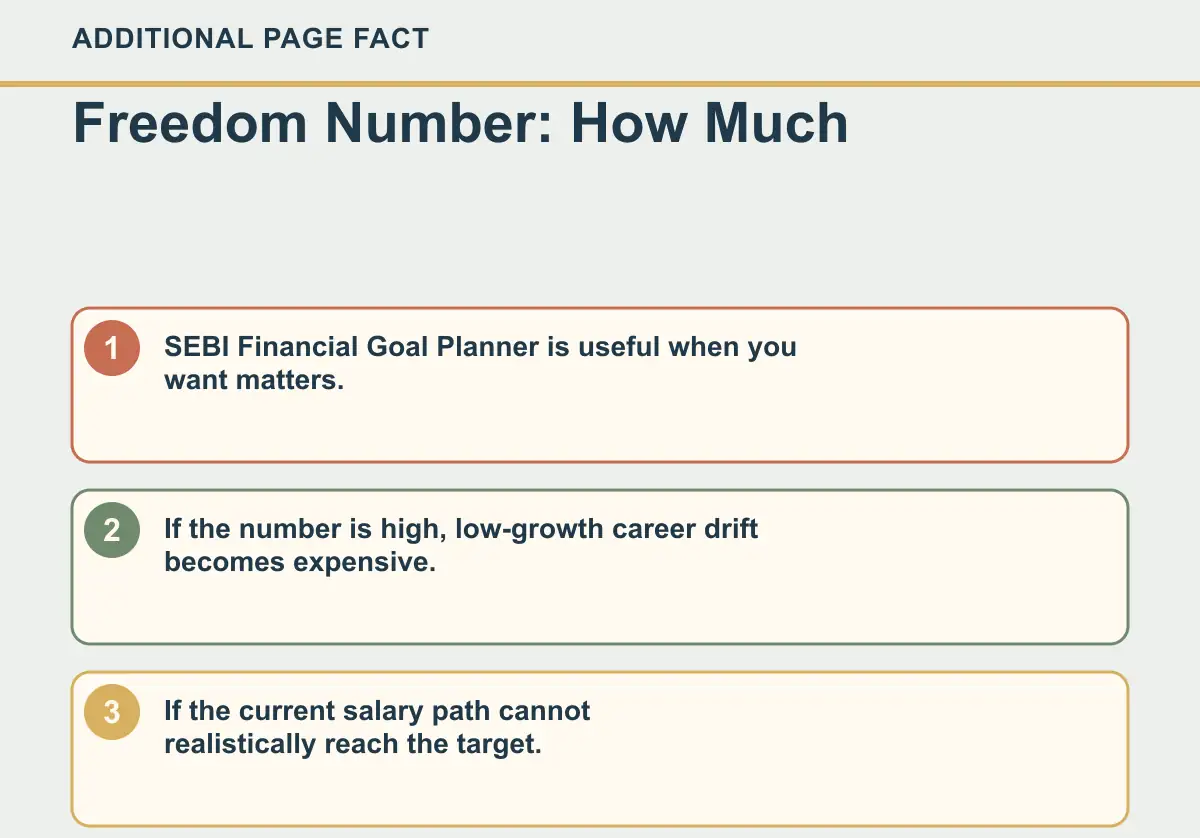 ADDITIONAL PAGE FACT
Freedom Number: How Much
1
SEBI Financial Goal Planner is useful when you
want matters.
2
If the number is high, low-growth career drift
becomes expensive.
3
If the current salary path cannot
realistically reach the target.